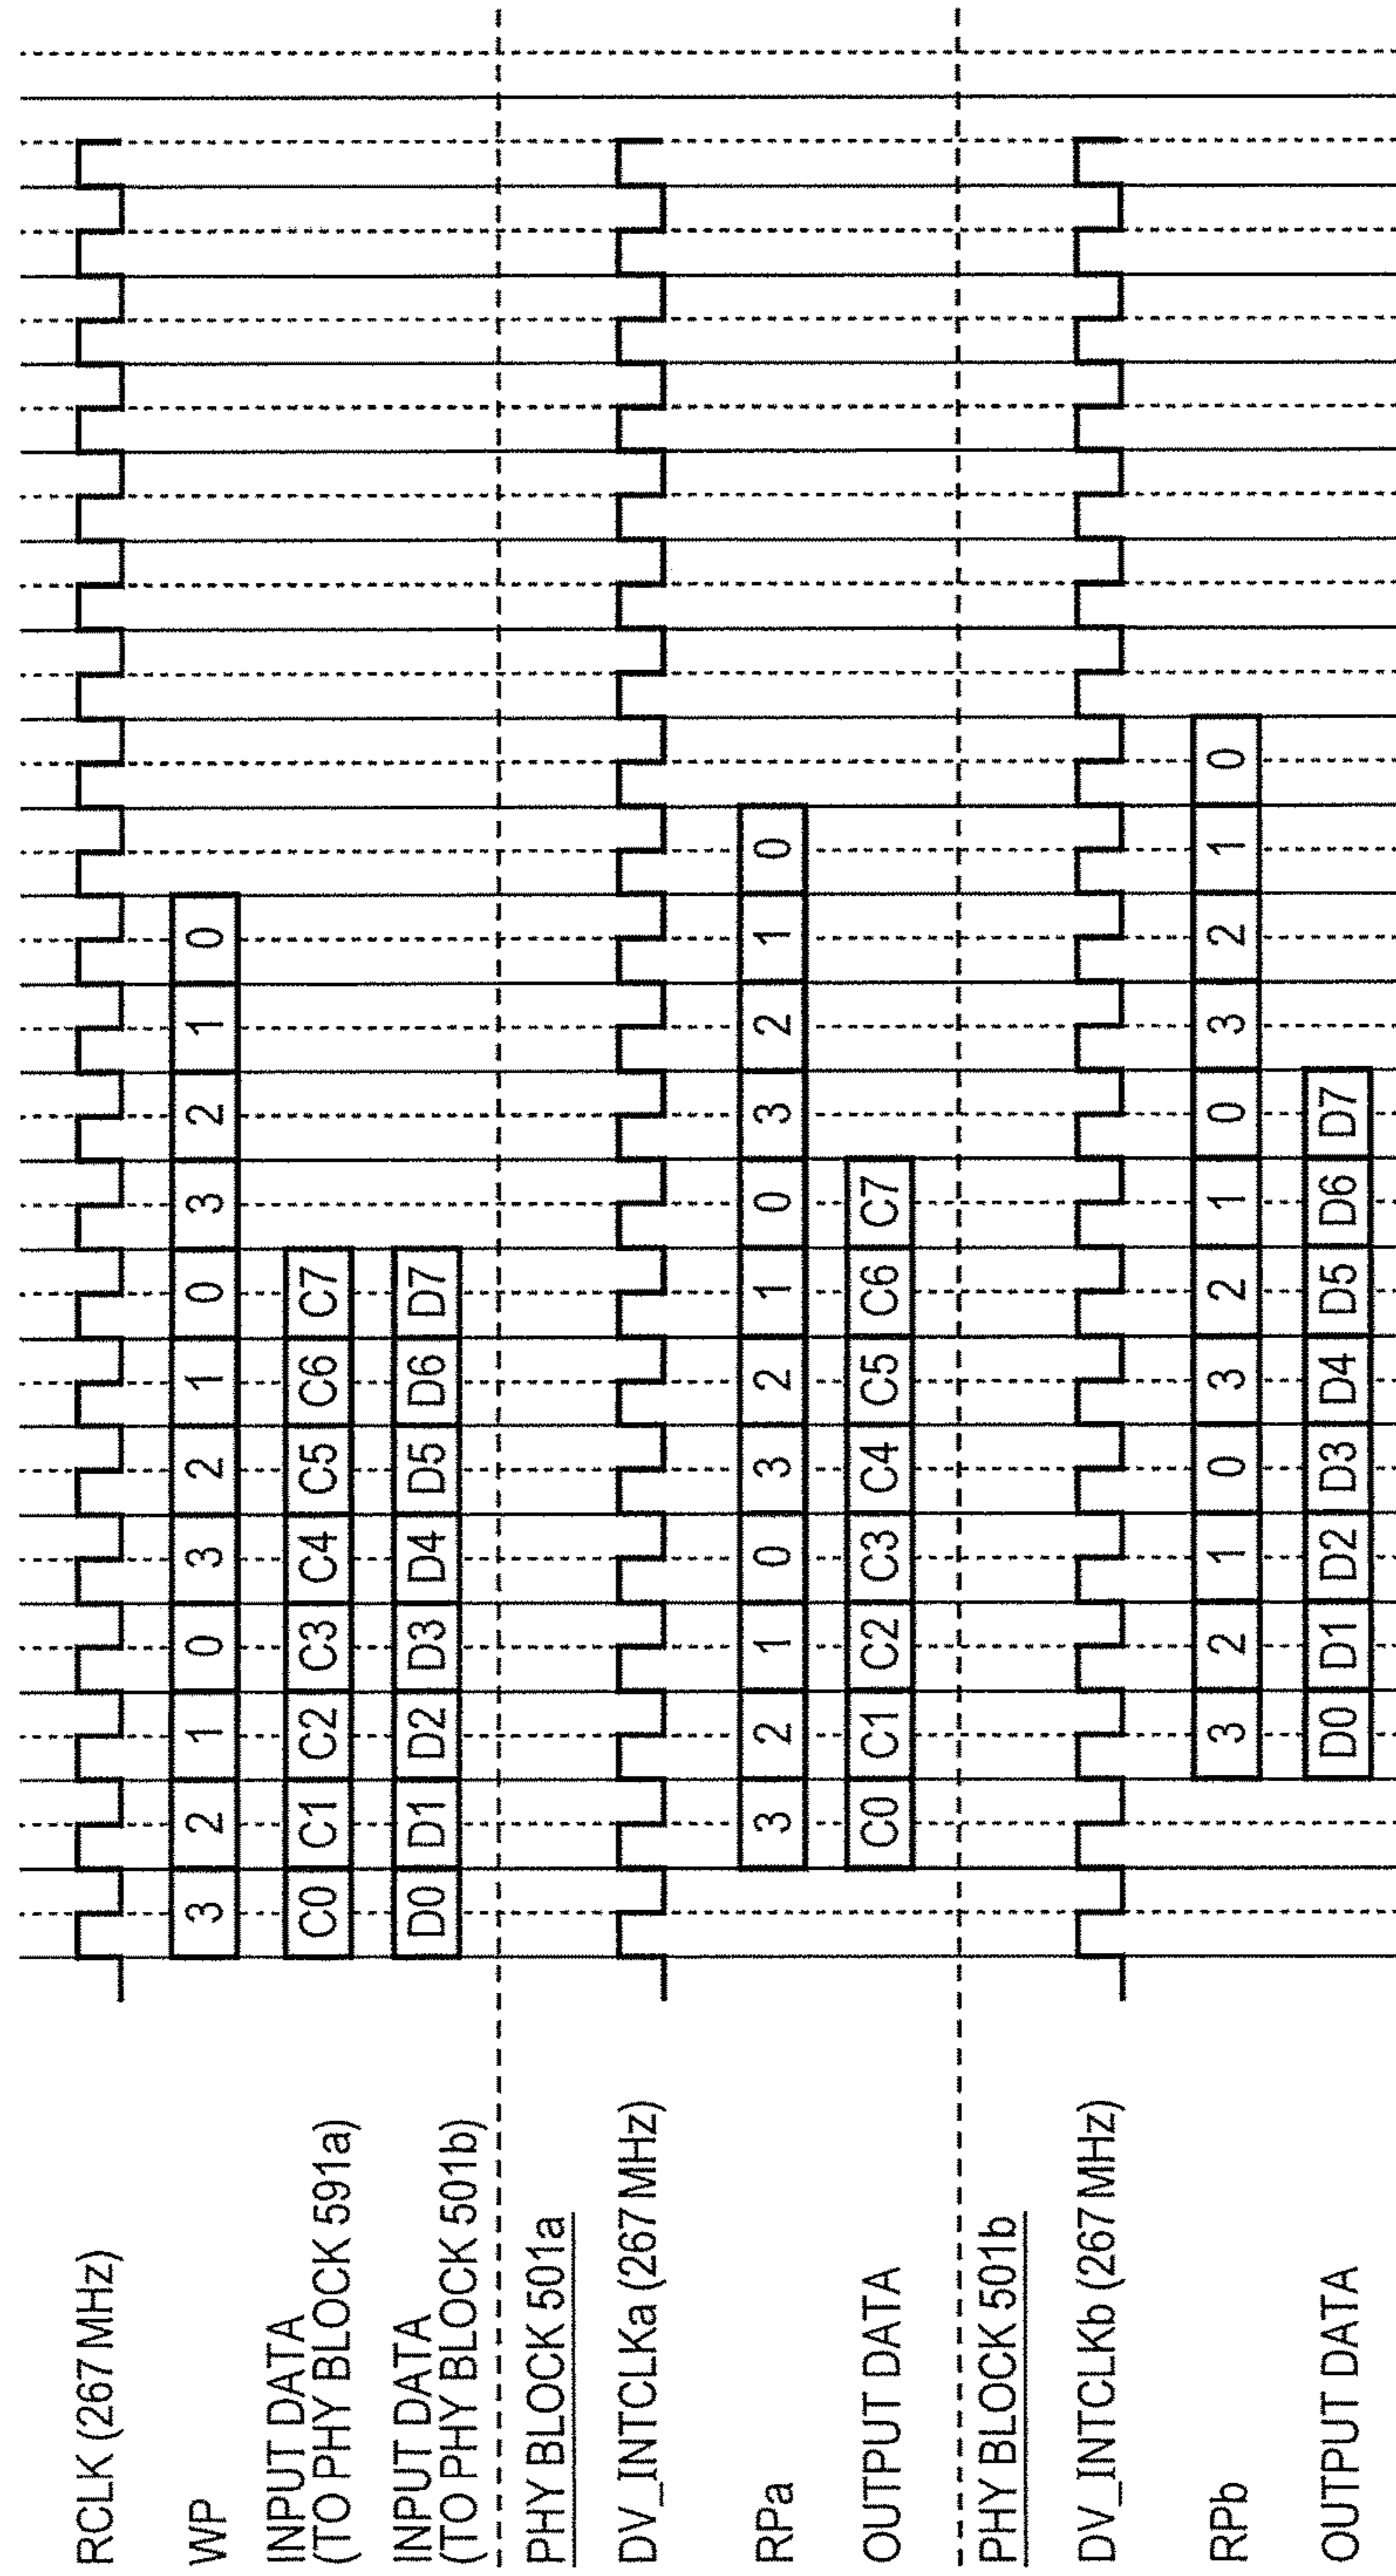 RCLK (267 MHz)
WP 3 2 1 0 3 2 1 0 3 2 1 0
INPUT DATA
(TO PHY BLOCK 591a) C0 C1 C2 C3 C4 C5 C6 C7
INPUT DATA
(TO PHY BLOCK 501b) D0 D1 D2 D3 D4 D5 D6 D7
PHY BLOCK 501a
DV_INTCLKa (267 MHz)
RPa 3 2 1 0 3 2 1 0 3 2 1 0
OUTPUT DATA C0 C1 C2 C3 C4 C5 C6 C7
PHY BLOCK 501b
DV_INTCLKb (267 MHz)
RPb 3 2 1 0 3 2 1 0 3 2 1 0
OUTPUT DATA D0 D1 D2 D3 D4 D5 D6 D7